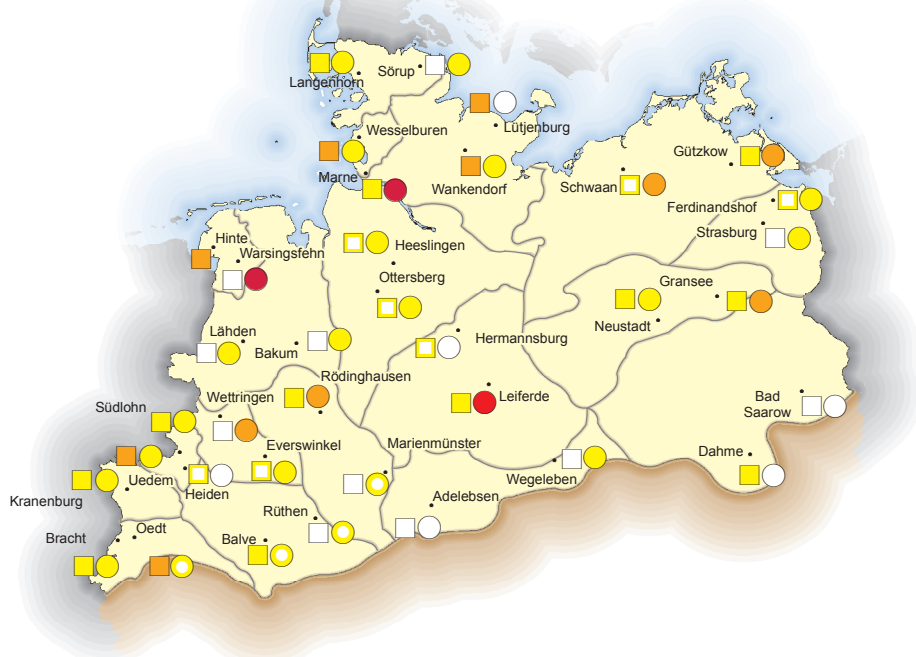 Langenhorn
Sörup
Lütjenburg
Wesselburen
Marne
Wankendorf
Gützkow
Schwaan
Ferdinandshof
Strasburg
Hinte
Warsingsfehn
Heeslingen
Ottersberg
Gransee
Neustadt
Lähden
Bakum
Hermannsburg
Rödinghausen
Wettringen
Leiferde
Bad
Saarow
Südlohn
Everswinkel
Marienmünster
Dahme
Wegeleben
Kranenburg
Uedem
Heiden
Adelebsen
Rüthen
Bracht
Oedt
Balve